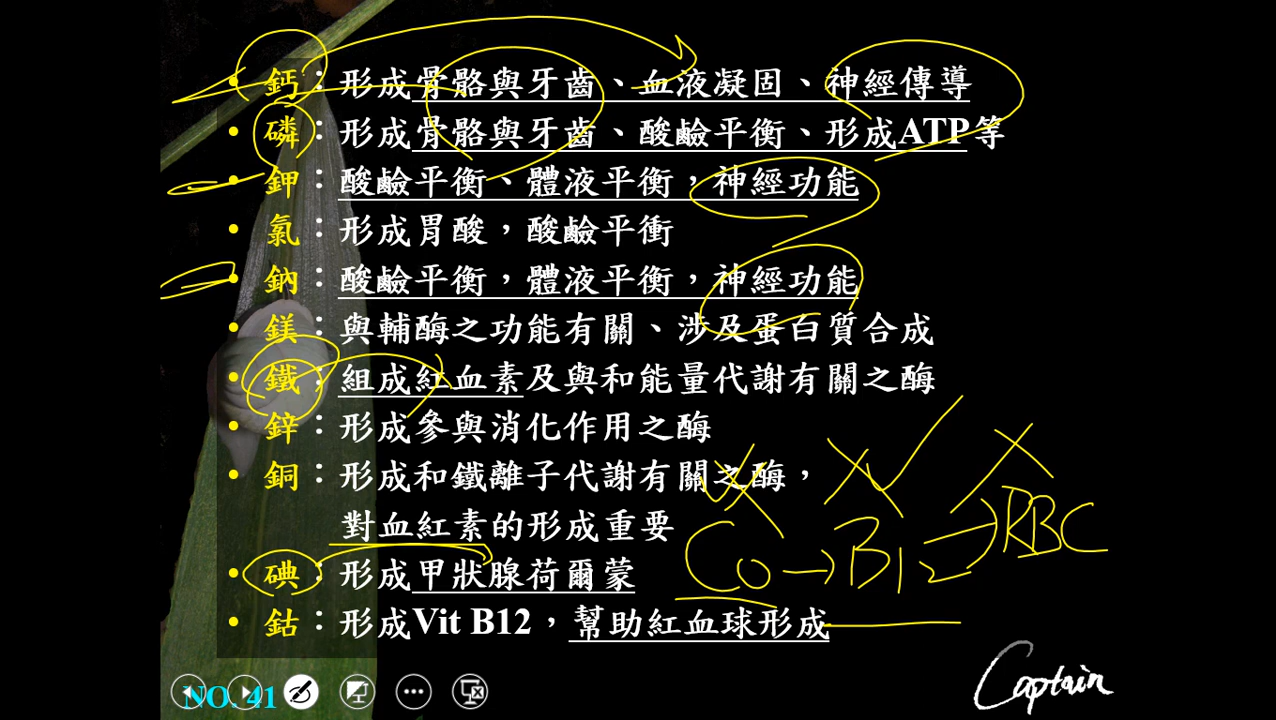 • 鈣：形成骨骼與牙齒、血液凝固、神經傳導
• 磷：形成骨骼與牙齒、酸鹼平衡、形成ATP等
• 鉀：酸鹼平衡、體液平衡，神經功能
• 氯：形成胃酸，酸鹼平衝
• 鈉：酸鹼平衡，體液平衡，神經功能
• 鎂：與輔酶之功能有關、涉及蛋白質合成
• 鐵：組成紅血素及與和能量代謝有關之酶
• 鋅：形成參與消化作用之酶
• 銅：形成和鐵離子代謝有關之酶，
對血紅素的形成重要
Co→B12→RBC
• 碘：形成甲狀腺荷爾蒙
• 鈷：形成Vit B12，幫助紅血球形成
NO. 41
Captain